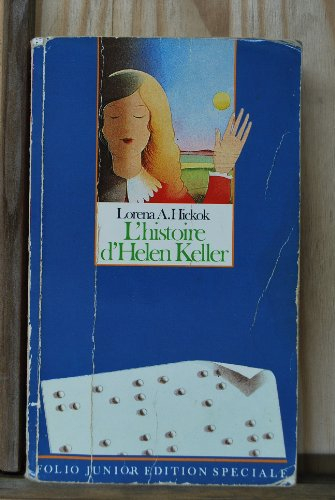 Lorena A. Hickok
L'histoire
d'Helen Keller
FOLIO JUNIOR EDITION SPECIALE